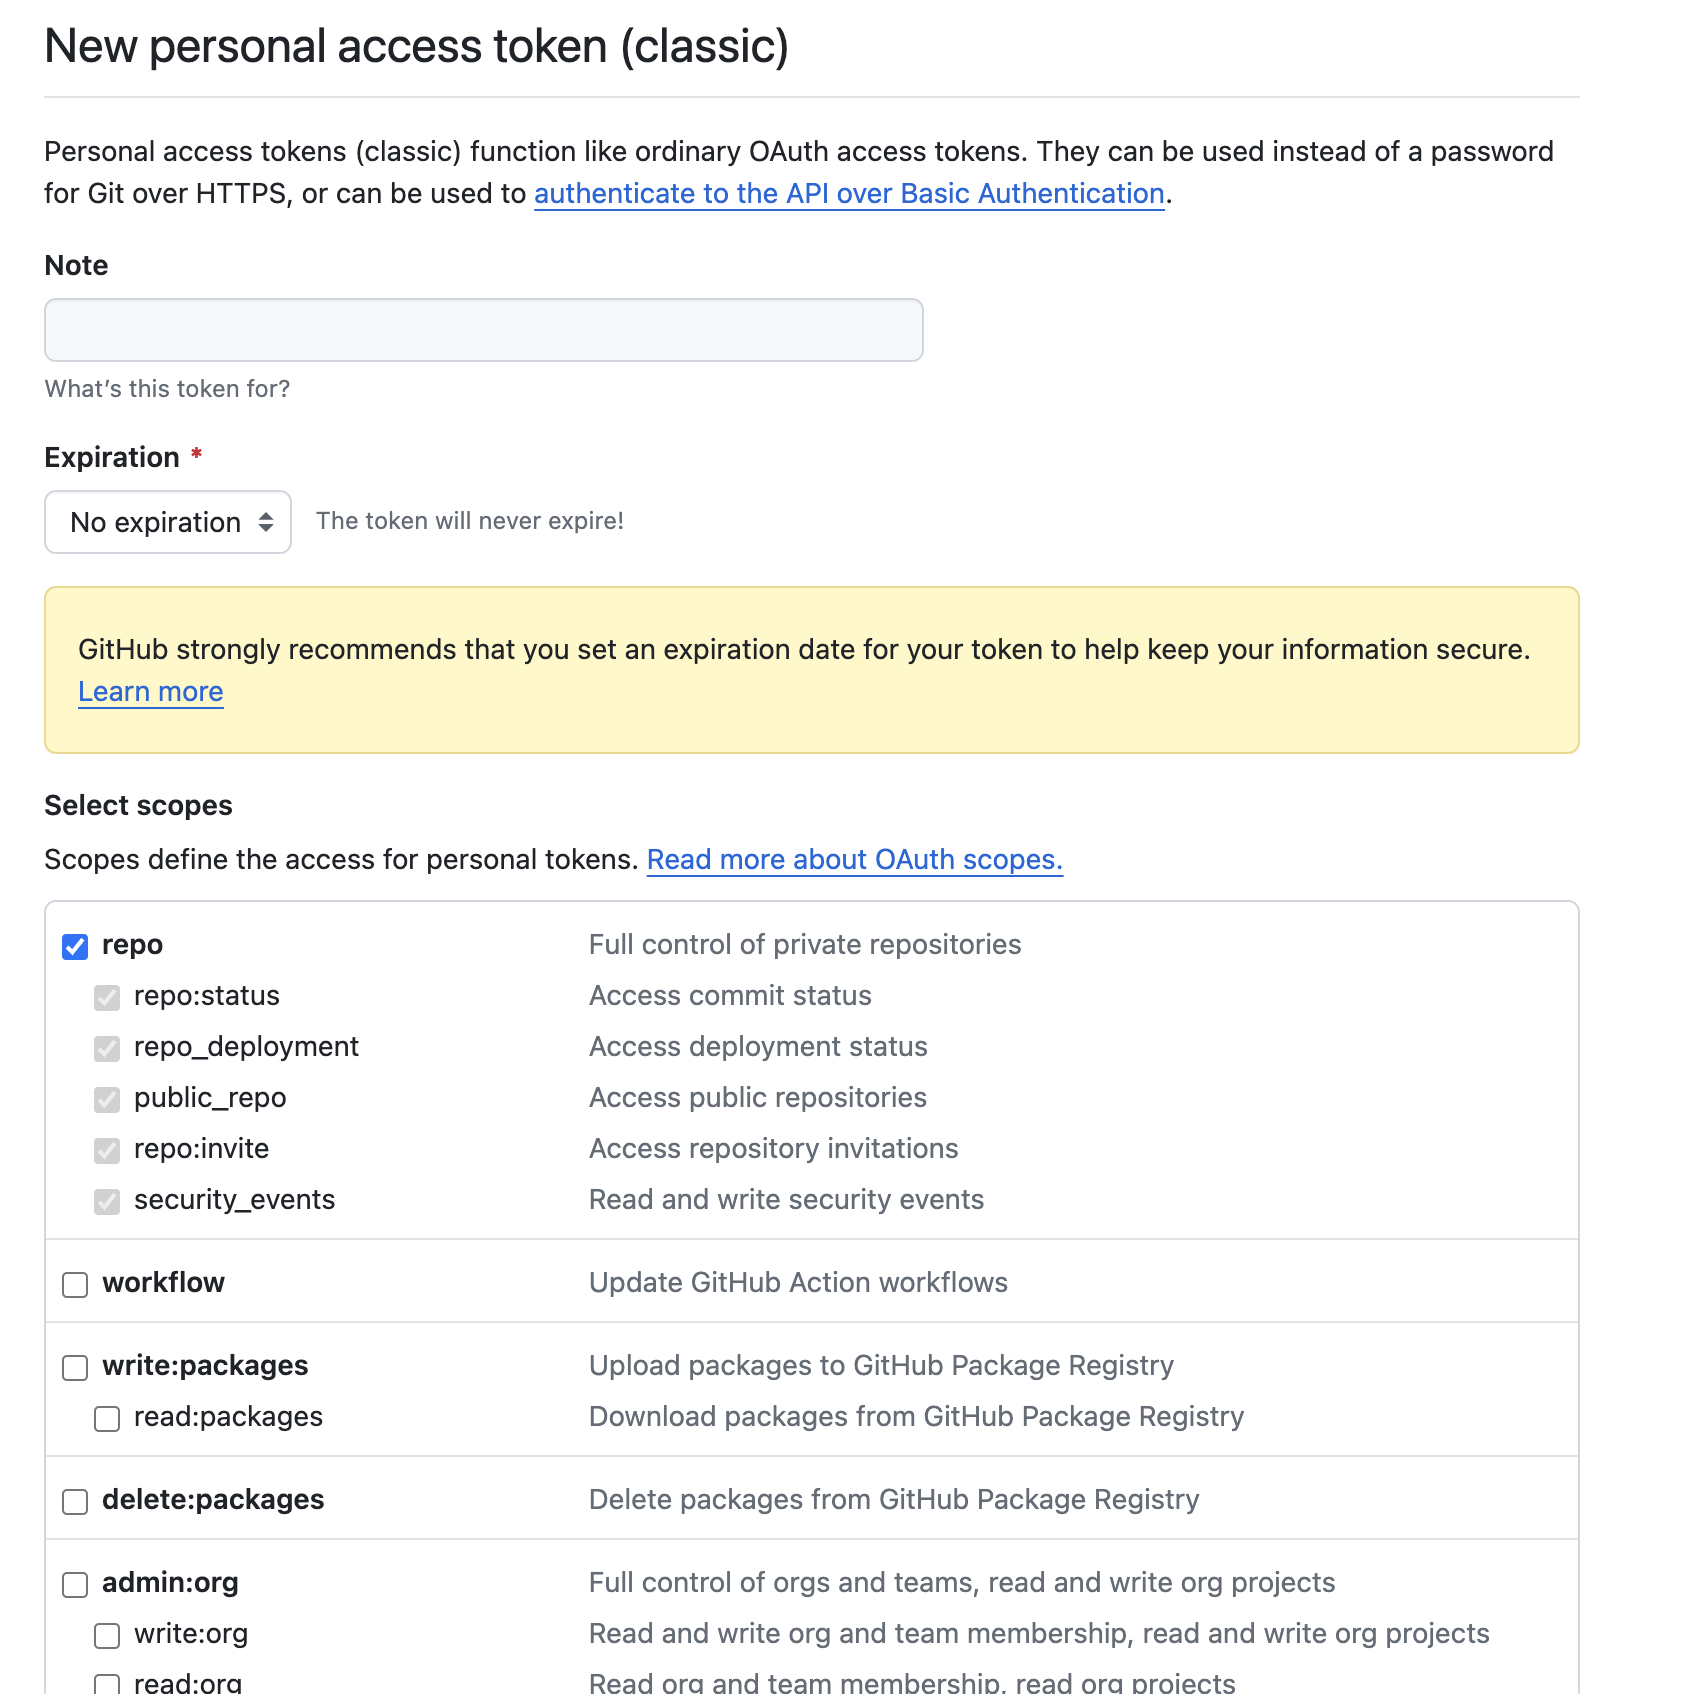 New personal access token (classic)
Personal access tokens (classic) function like ordinary OAuth access tokens. They can be used instead of a password
for Git over HTTPS, or can be used to authenticate to the API over Basic Authentication.
Note
What's this token for?
Expiration *
No expiration The token will never expire!
GitHub strongly recommends that you set an expiration date for your token to help keep your information secure.
Learn more
Select scopes
Scopes define the access for personal tokens. Read more about OAuth scopes.
repo Full control of private repositories
repo:status Access commit status
repo_deployment Access deployment status
public_repo Access public repositories
repo:invite Access repository invitations
security_events Read and write security events
workflow Update GitHub Action workflows
write:packages Upload packages to GitHub Package Registry
read:packages Download packages from GitHub Package Registry
delete:packages Delete packages from GitHub Package Registry
admin:org Full control of orgs and teams, read and write org projects
write:org Read and write org and team membership, read and write org projects
read:org Read org and team membership, read org projects